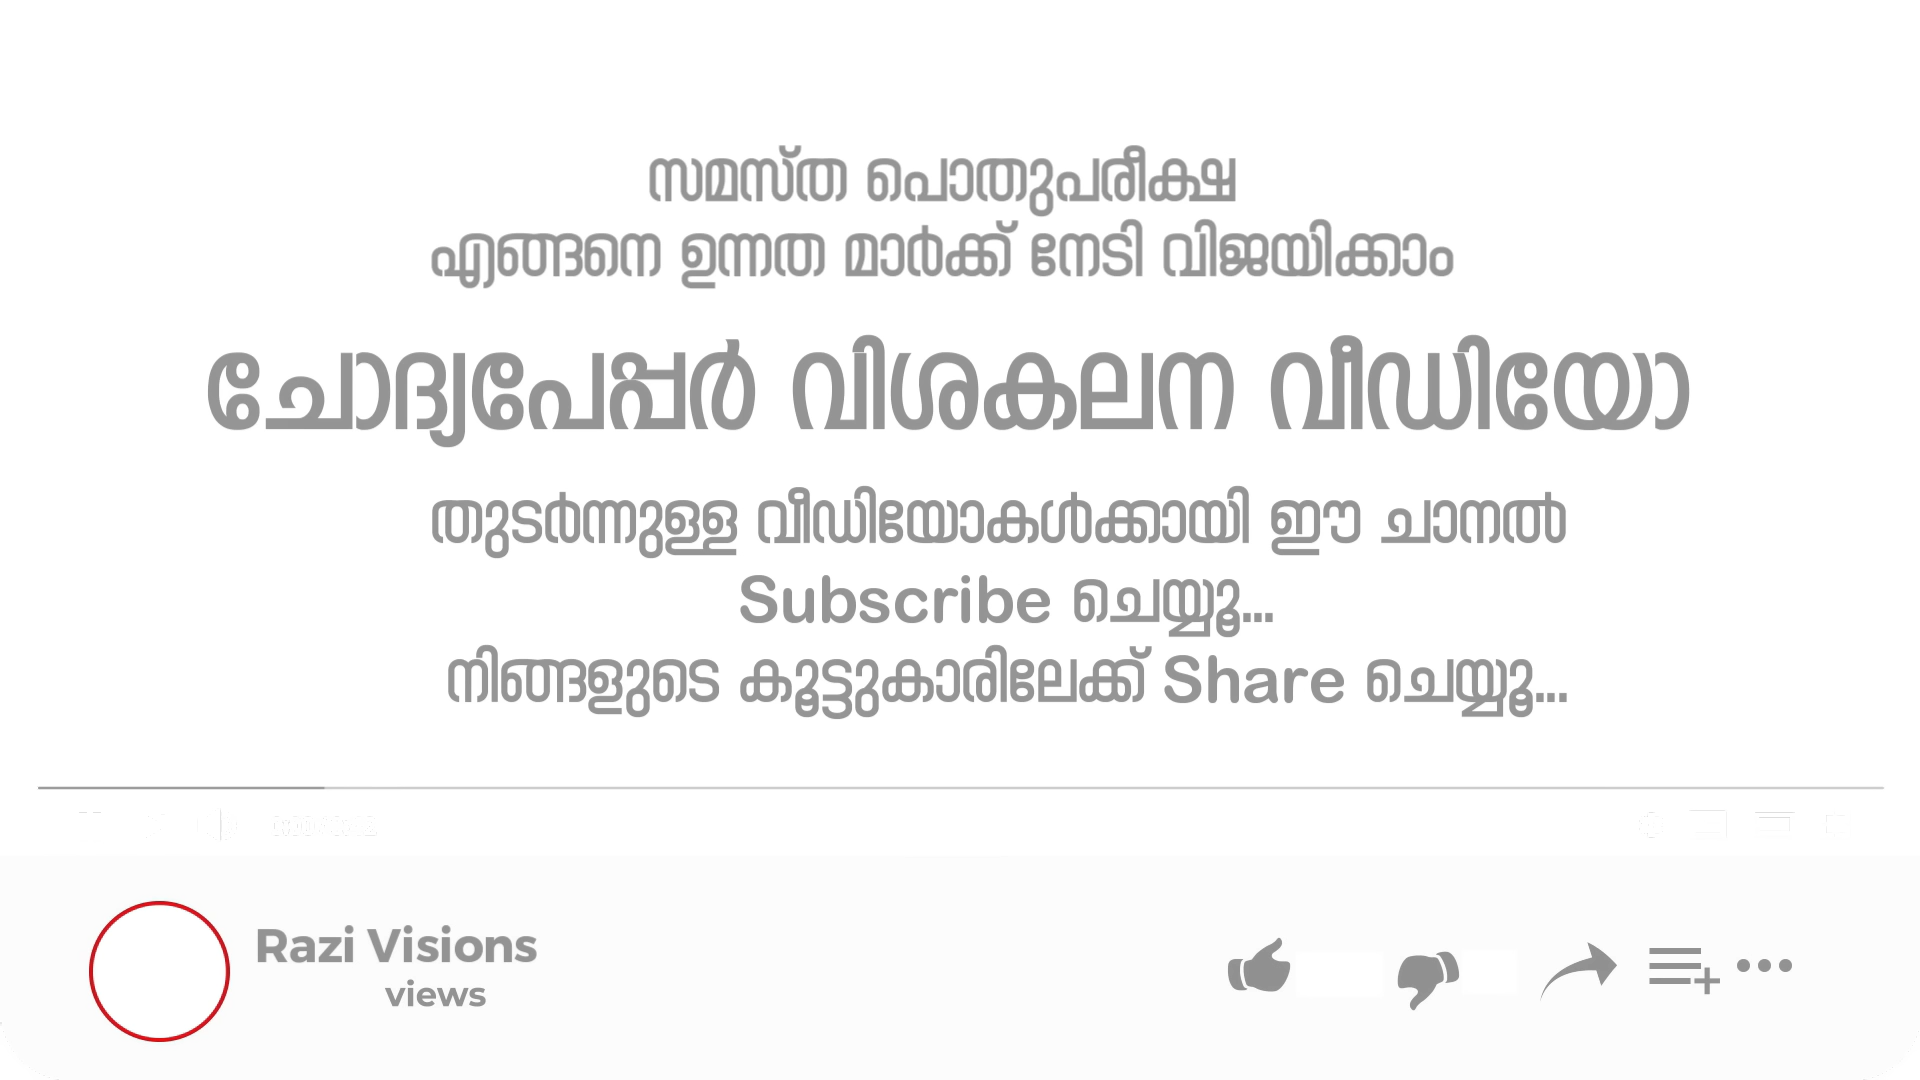 സമസ്ത പൊതുപരീക്ഷ
എങ്ങനെ ഉന്നത മാർക്ക് നേടി വിജയിക്കാം
ചോദ്യപേപ്പർ വിശകലന വീഡിയോ
തുടർന്നുള്ള വീഡിയോകൾക്കായി ഈ ചാനൽ
Subscribe ചെയ്യൂ...
നിങ്ങളുടെ കൂട്ടുകാരിലേക്ക് Share ചെയ്യൂ...
Razi Visions
views